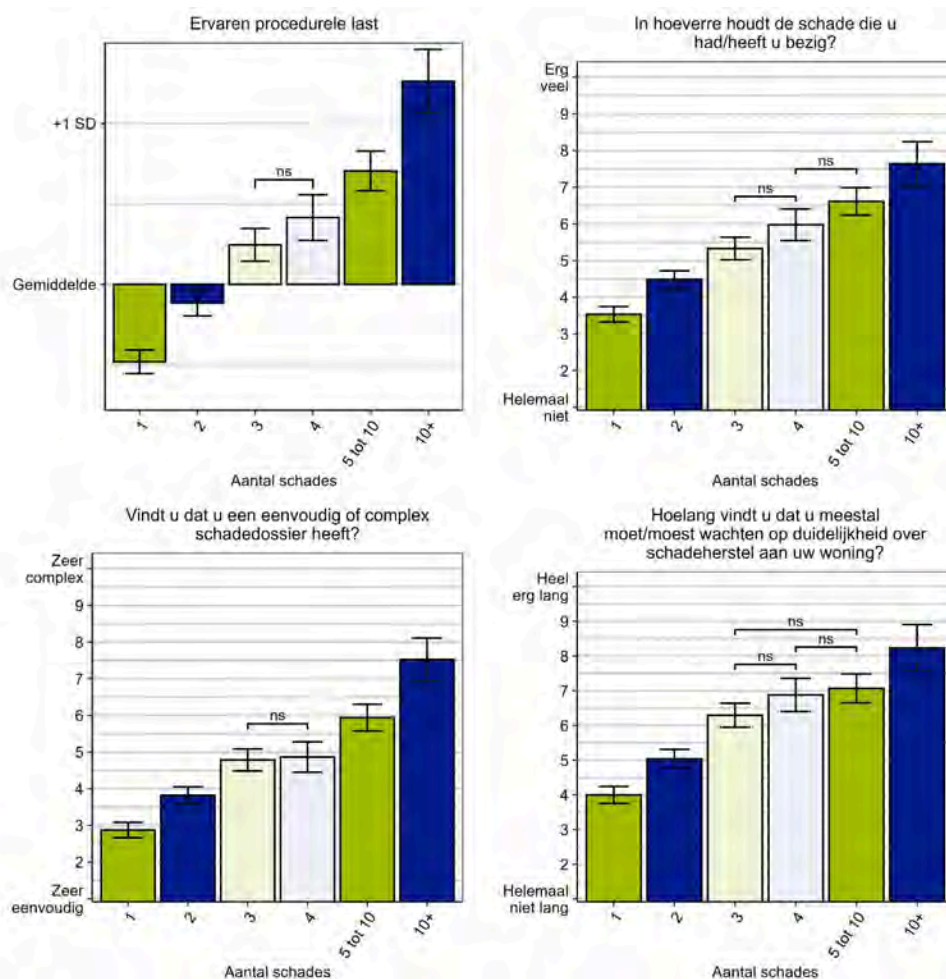 Ervaren procedurele last
+1 SD
Gemiddelde
ns
1
2
3
4
5 tot 10
10+
Aantal schades
In hoeverre houdt de schade die u
had/heeft u bezig?
Erg
veel
9
8
7
6
5
4
3
2
Helemaal
niet
ns
ns
1
2
3
4
5 tot 10
10+
Aantal schades
Vindt u dat u een eenvoudig of complex
schadedossier heeft?
Zeer
complex
9
8
7
6
5
4
3
2
Zeer
eenvoudig
ns
1
2
3
4
5 tot 10
10+
Aantal schades
Hoelang vindt u dat u meestal
moet/moest wachten op duidelijkheid over
schadeherstel aan uw woning?
Heel
erg lang
9
8
7
6
5
4
3
2
Helemaal
niet lang
ns
ns
ns
1
2
3
4
5 tot 10
10+
Aantal schades